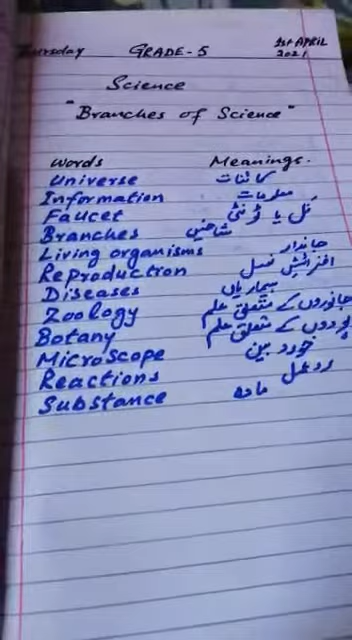 Thursday GRADE-5 1st APRIL 2021
Science
"Branches of Science"
Words Meanings.
Universe کائنات
Information معلومات
Faucet نل یا ٹونٹی
Branches شاخیں
Living organisms جاندار
Reproduction افزائش نسل
Diseases بیماریاں
Zoology جانوروں کے متعلق علم
Botany پودوں کے متعلق علم
Microscope خوردبین
Reactions ردعمل
Substance مادہ